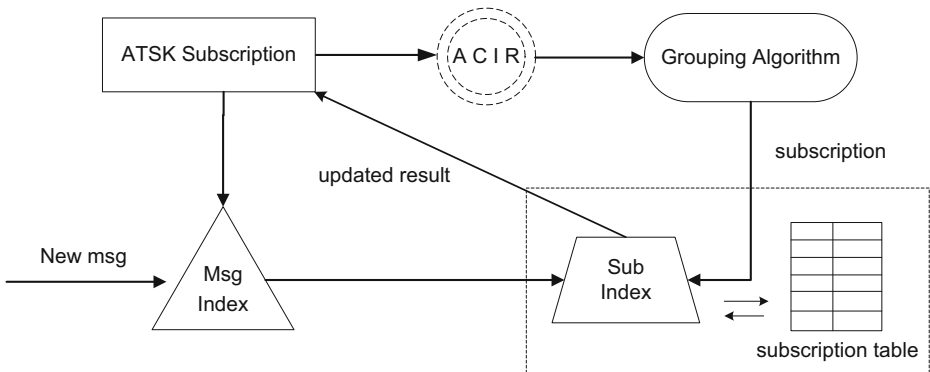 ATSK Subscription
A C I R
Grouping Algorithm
subscription
updated result
New msg
Msg
Index
Sub
Index
subscription table